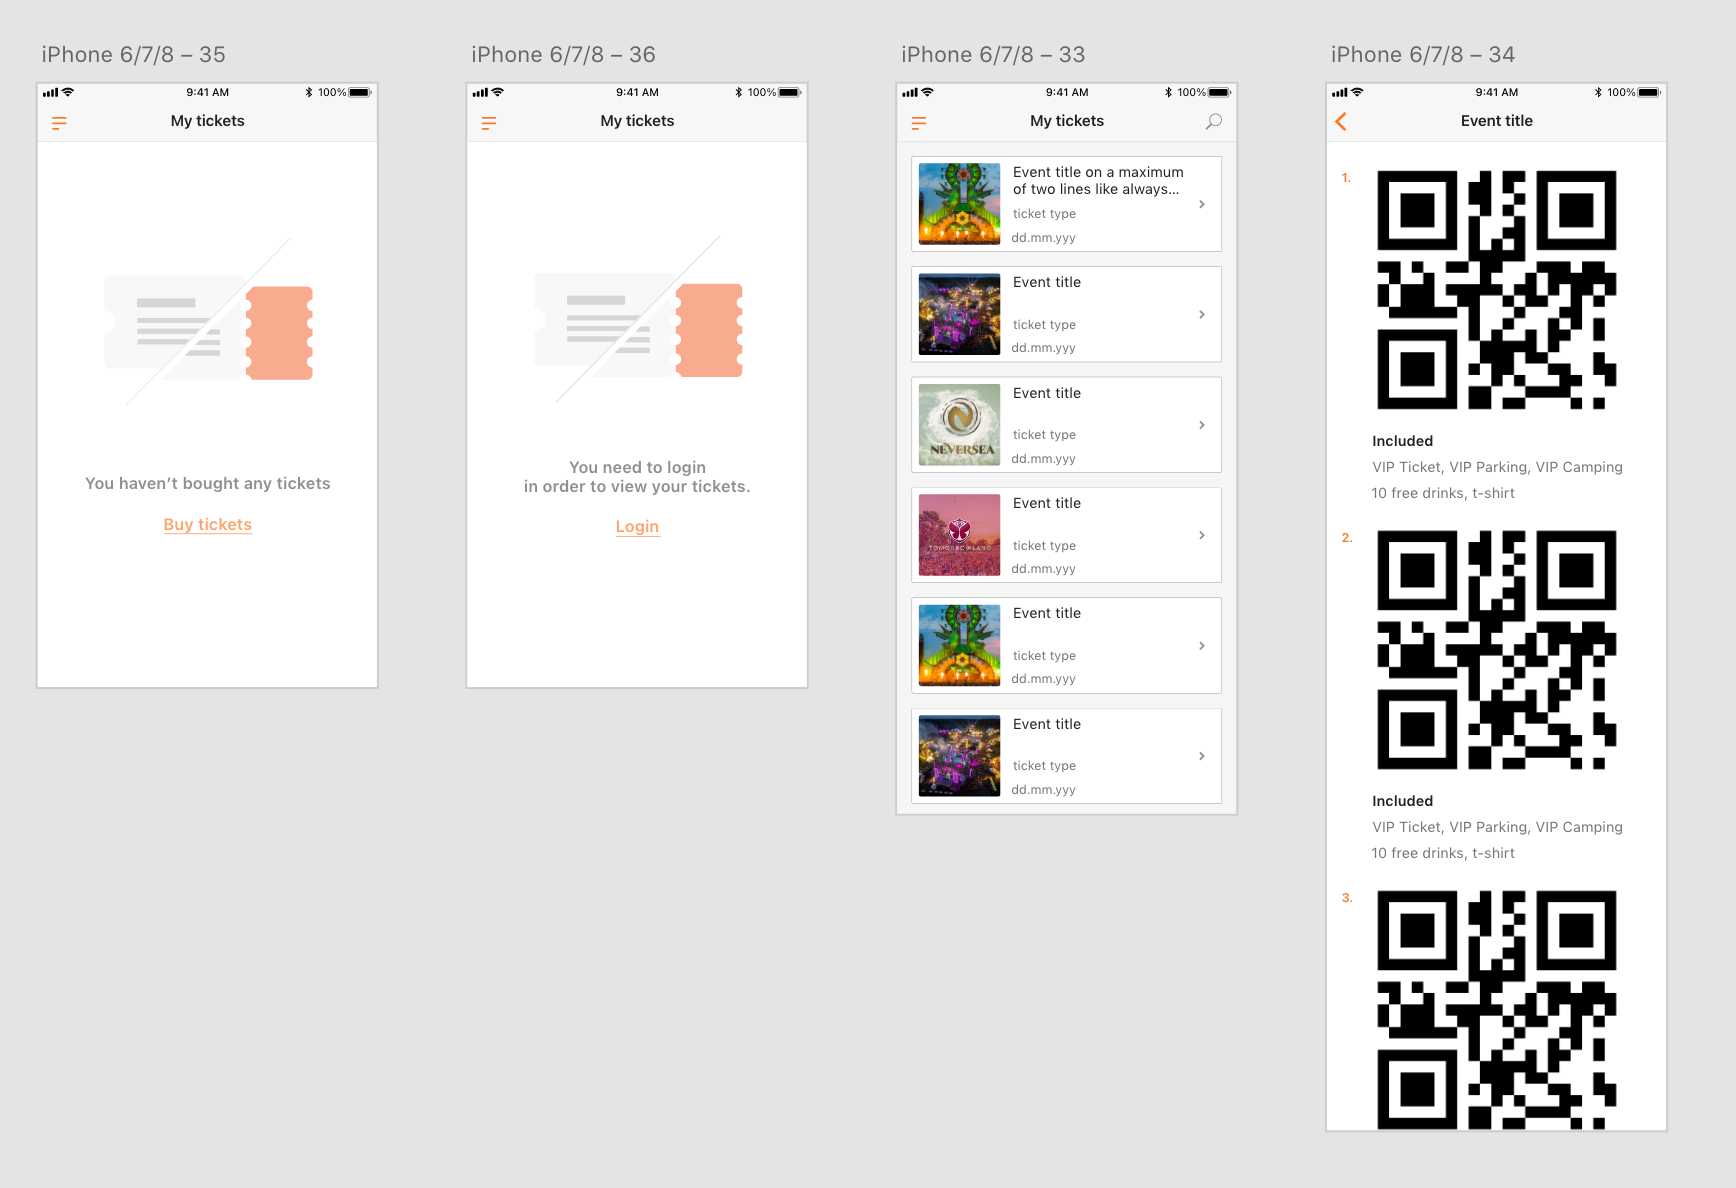 iPhone 6/7/8 – 35
9:41 AM
100%
My tickets
You haven't bought any tickets
Buy tickets
iPhone 6/7/8 – 36
9:41 AM
100%
My tickets
You need to login
in order to view your tickets.
Login
iPhone 6/7/8 – 33
9:41 AM
100%
My tickets
Event title on a maximum
of two lines like always...
ticket type
dd.mm.yyy
Event title
ticket type
dd.mm.yyy
NEVERSEA
Event title
ticket type
dd.mm.yyy
TOMORROWLAND
Event title
ticket type
dd.mm.yyy
Event title
ticket type
dd.mm.yyy
Event title
ticket type
dd.mm.yyy
iPhone 6/7/8 – 34
9:41 AM
100%
Event title
1.
Included
VIP Ticket, VIP Parking, VIP Camping
10 free drinks, t-shirt
2.
Included
VIP Ticket, VIP Parking, VIP Camping
10 free drinks, t-shirt
3.